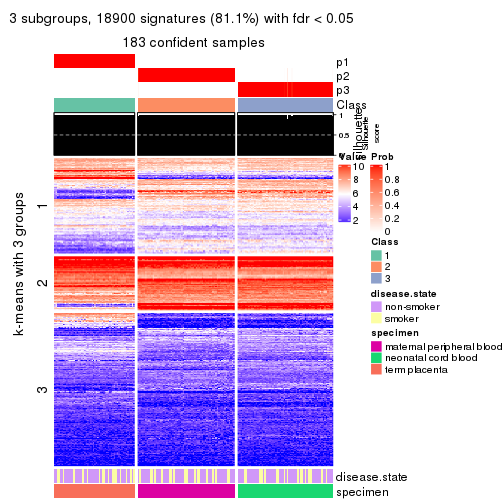 3 subgroups, 18900 signatures (81.1%) with fdr < 0.05
183 confident samples
p1
p2
p3
Class
1
0.5
0
Silhouette
Silhouette
score
k-means with 3 groups
1
2
3
Value
10
8
6
4
2
Prob
1
0.8
0.6
0.4
0.2
0
Class
1
2
3
disease.state
non-smoker
smoker
specimen
maternal peripheral blood
neonatal cord blood
term placenta
disease.state
specimen